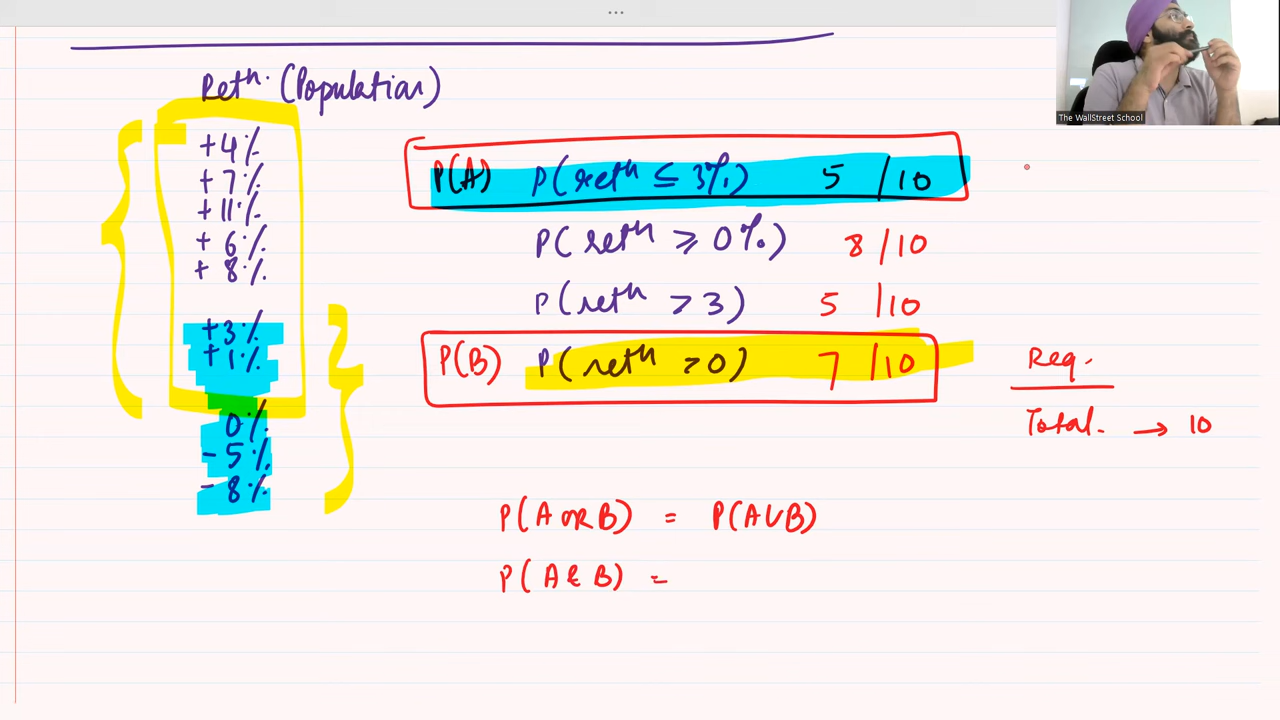 Retn. (Population)
The WallStreet School
+4%
+7%
+11%
+6%
+8%
+3%
+1%
0%
-5%
-8%
P(A) P(retn ≤ 3%) 5 /10
P(retn ≥ 0%) 8 /10
P(retn > 3) 5 /10
P(B) P(retn >0) 7 /10
Req.
Total. → 10
P(A or B) = P(A∪B)
P(A & B) =